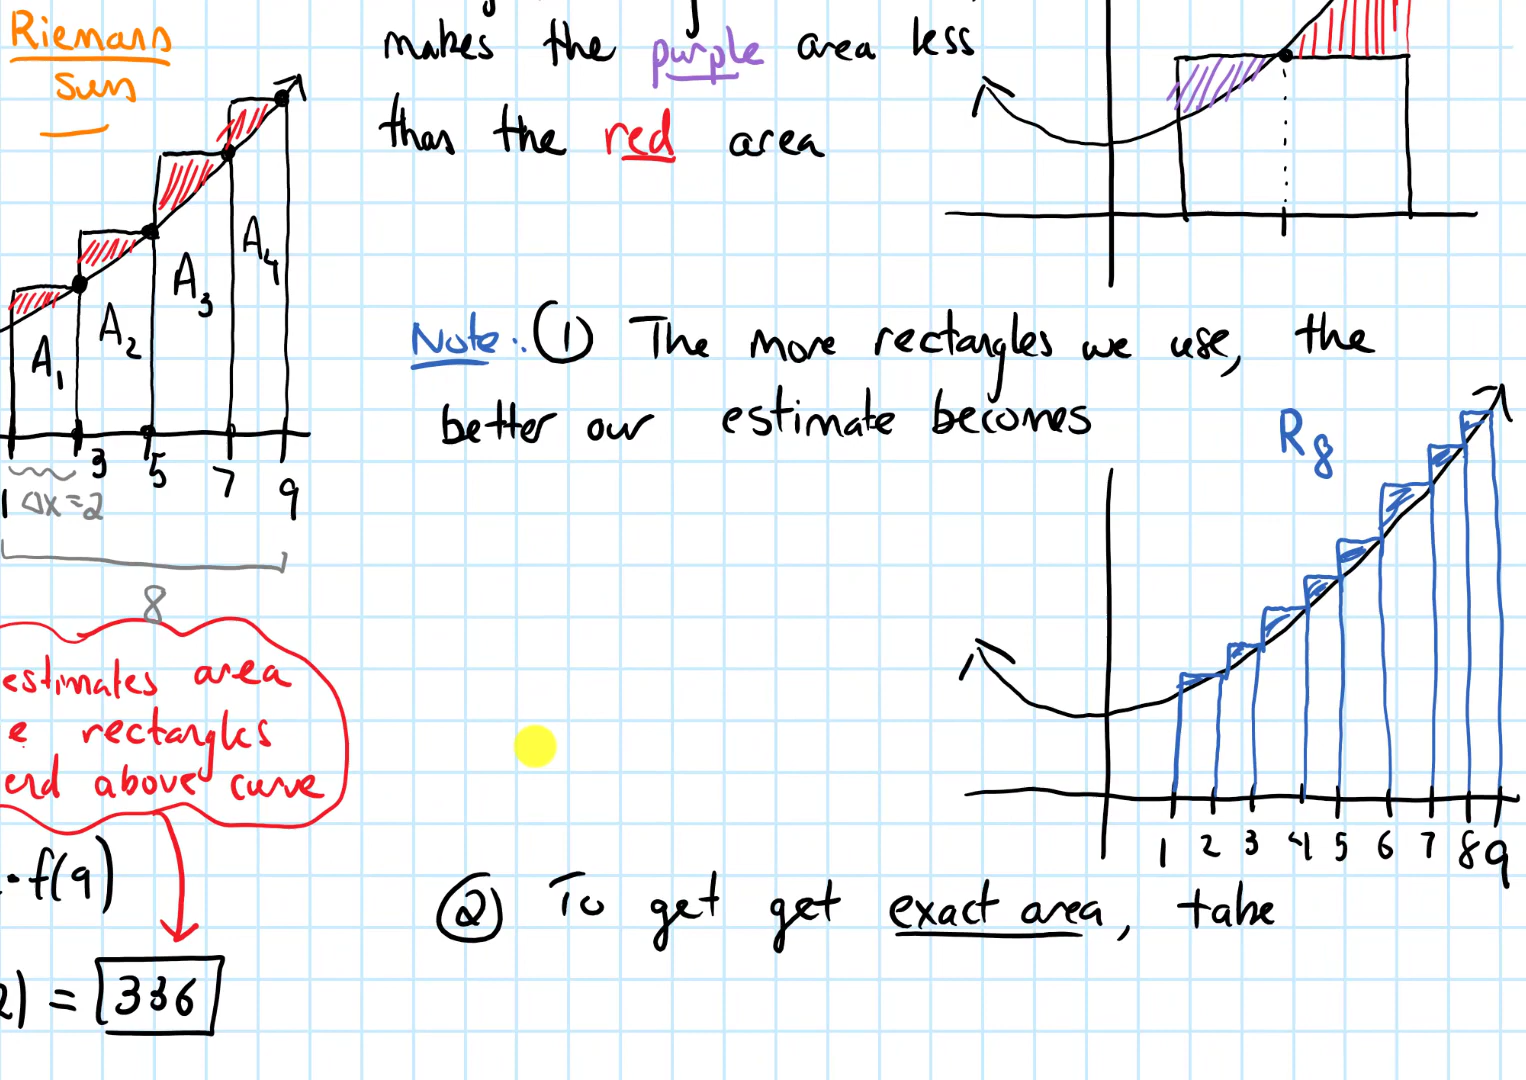 Riemann
Sum
A₁
A₂
A₃
A₄
1
3
5
7
9
Δx = 2
8
estimates area
e rectangles
end above curve
· f(9)
2) = 336
makes the purple area less
than the red area
Note: ① The more rectangles we use, the
better our estimate becomes
R₈
1 2 3 4 5 6 7 8 9
② To get get exact area, take